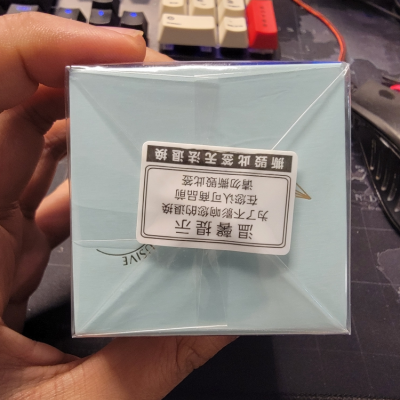 温馨提示
为了不影响您的退换
在您认可商品前
请勿撕毁此签
撕毁此签无法退换